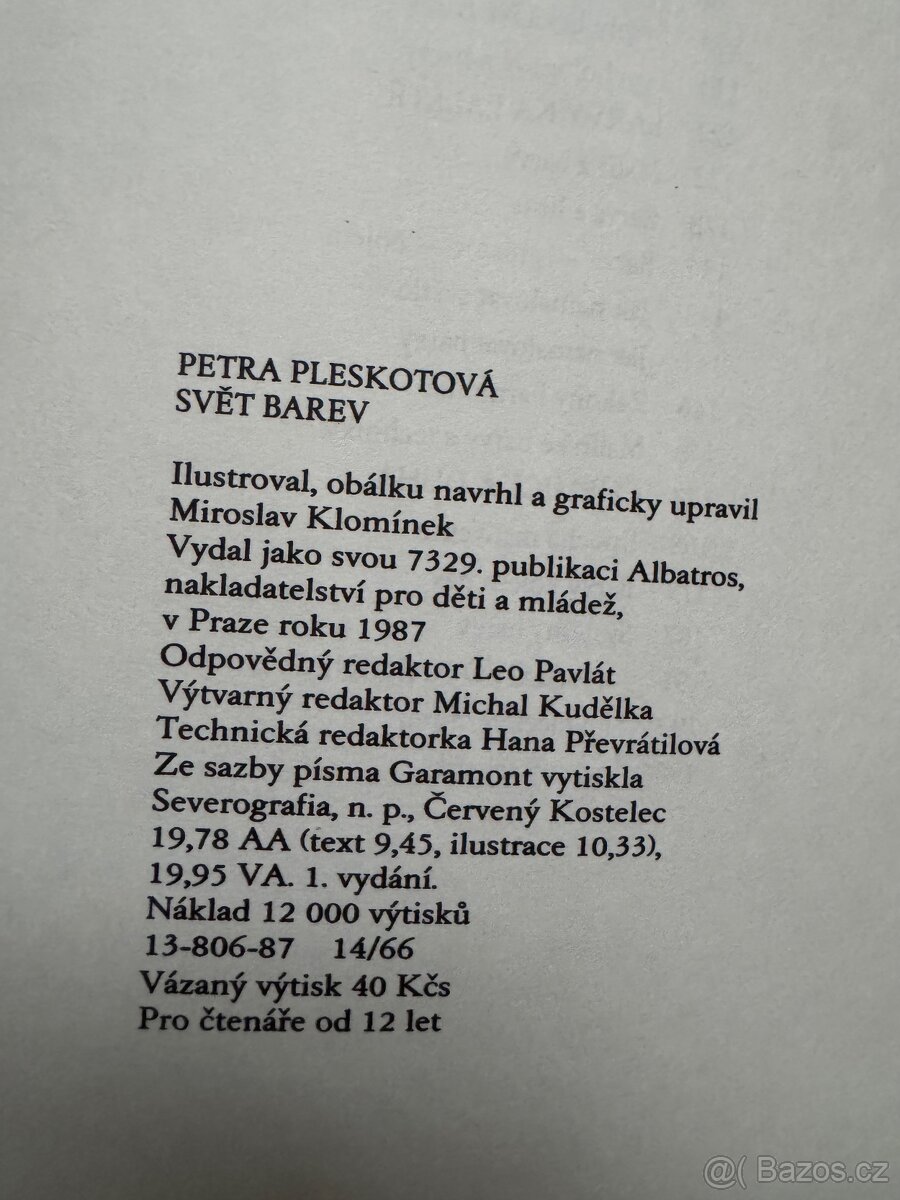 PETRA PLESKOTOVÁ
SVĚT BAREV
Ilustroval, obálku navrhl a graficky upravil
Miroslav Klomínek
Vydal jako svou 7329. publikaci Albatros,
nakladatelství pro děti a mládež,
v Praze roku 1987
Odpovědný redaktor Leo Pavlát
Výtvarný redaktor Michal Kudělka
Technická redaktorka Hana Převrátilová
Ze sazby písma Garamont vytiskla
Severografia, n. p., Červený Kostelec
19,78 AA (text 9,45, ilustrace 10,33),
19,95 VA. 1. vydání.
Náklad 12 000 výtisků
13-806-87 14/66
Vázaný výtisk 40 Kčs
Pro čtenáře od 12 let
@( Bazos.cz